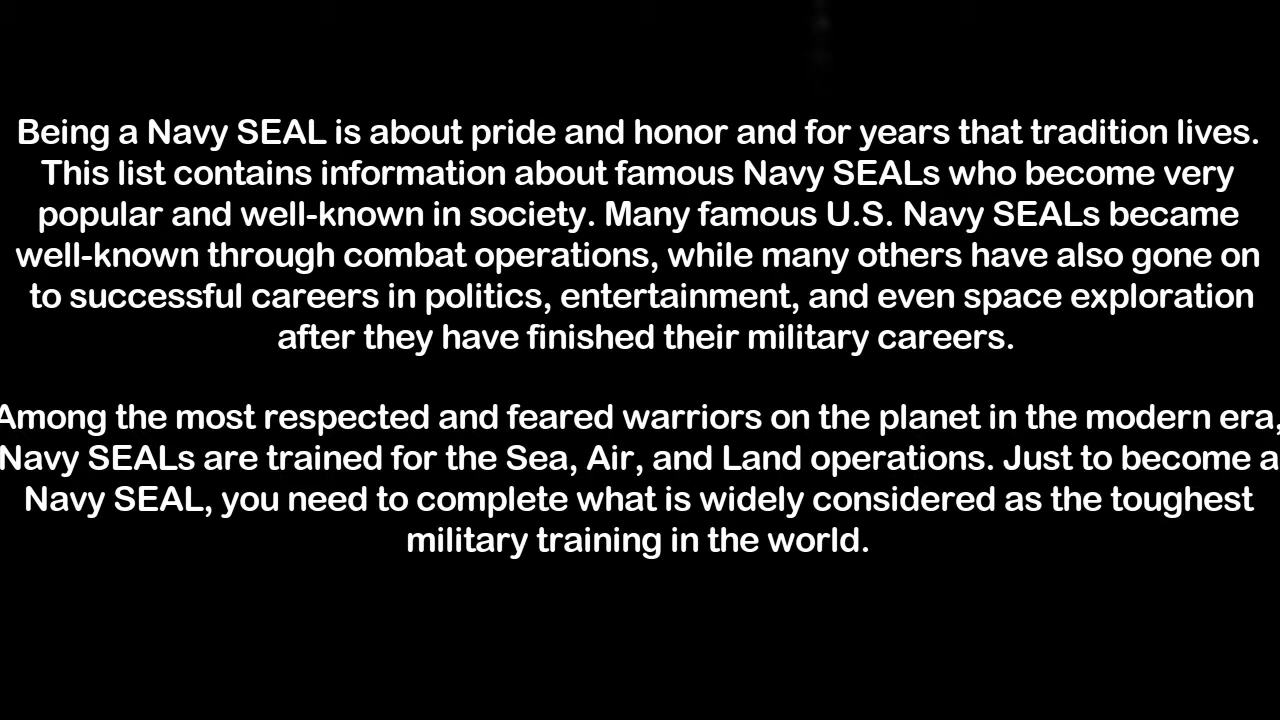 Being a Navy SEAL is about pride and honor and for years that tradition lives.
This list contains information about famous Navy SEALs who become very
popular and well-known in society. Many famous U.S. Navy SEALs became
well-known through combat operations, while many others have also gone on
to successful careers in politics, entertainment, and even space exploration
after they have finished their military careers.
Among the most respected and feared warriors on the planet in the modern era,
Navy SEALs are trained for the Sea, Air, and Land operations. Just to become a
Navy SEAL, you need to complete what is widely considered as the toughest
military training in the world.